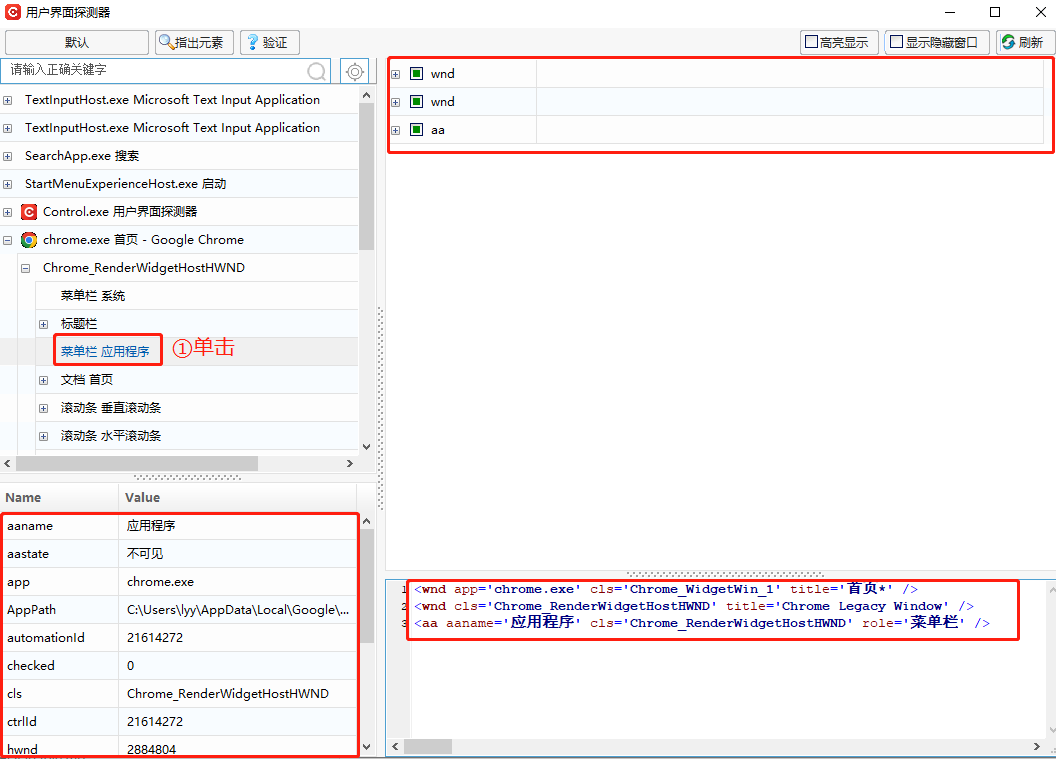 用户界面探测器
默认
指出元素
验证
高亮显示
显示隐藏窗口
刷新
请输入正确关键字
TextInputHost.exe Microsoft Text Input Application
TextInputHost.exe Microsoft Text Input Application
SearchApp.exe 搜索
StartMenuExperienceHost.exe 启动
Control.exe 用户界面探测器
chrome.exe 首页 - Google Chrome
Chrome_RenderWidgetHostHWND
菜单栏 系统
标题栏
菜单栏 应用程序
①单击
文档 首页
滚动条 垂直滚动条
滚动条 水平滚动条
wnd
wnd
aa
Name Value
aaname 应用程序
aastate 不可见
app chrome.exe
AppPath C:\Users\lyy\AppData\Local\Google\...
automationId 21614272
checked 0
cls Chrome_RenderWidgetHostHWND
ctrlId 21614272
hwnd 2884804
1 <wnd app='chrome.exe' cls='Chrome_WidgetWin_1' title='首页*' />
2 <wnd cls='Chrome_RenderWidgetHostHWND' title='Chrome Legacy Window' />
3 <aa aaname='应用程序' cls='Chrome_RenderWidgetHostHWND' role='菜单栏' />